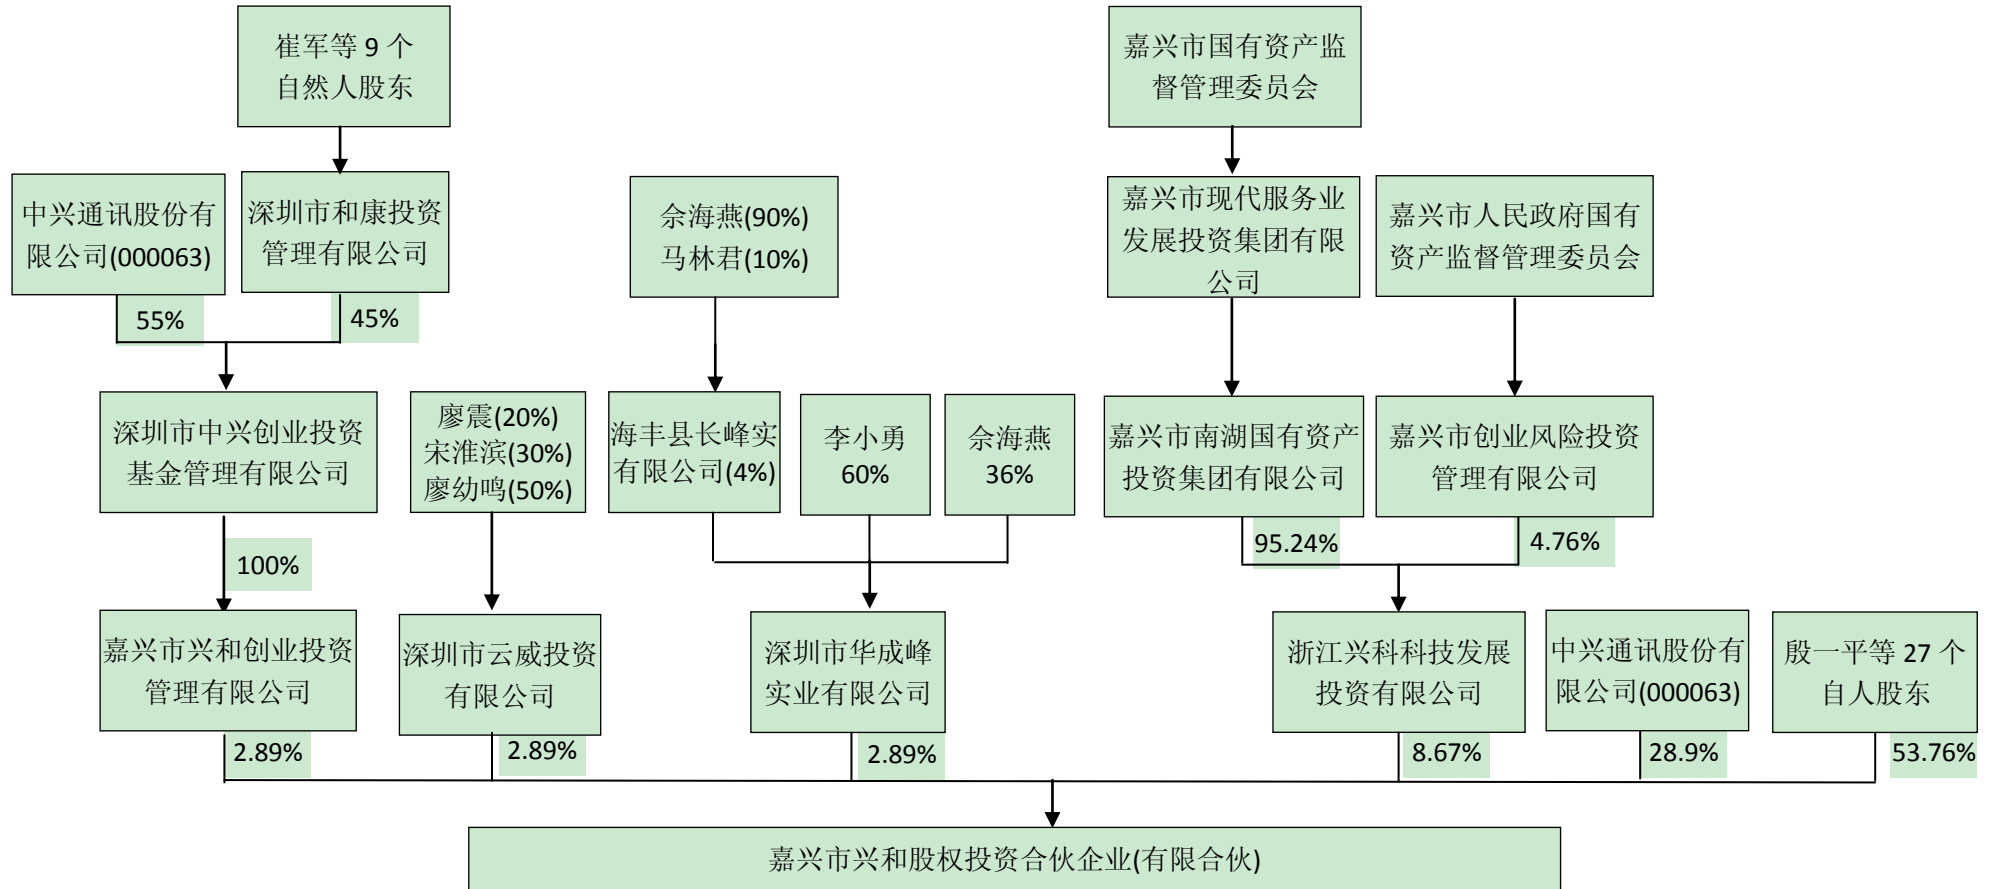 崔军等 9 个
自然人股东
嘉兴市国有资产监
督管理委员会
中兴通讯股份有
限公司(000063)
深圳市和康投资
管理有限公司
佘海燕(90%)
马林君(10%)
嘉兴市现代服务业
发展投资集团有限
公司
嘉兴市人民政府国有
资产监督管理委员会
55%
45%
深圳市中兴创业投资
基金管理有限公司
廖震(20%)
宋淮滨(30%)
廖幼鸣(50%)
海丰县长峰实
有限公司(4%)
李小勇
60%
佘海燕
36%
嘉兴市南湖国有资产
投资集团有限公司
嘉兴市创业风险投资
管理有限公司
100%
95.24%
4.76%
嘉兴市兴和创业投资
管理有限公司
深圳市云威投资
有限公司
深圳市华成峰
实业有限公司
浙江兴科科技发展
投资有限公司
中兴通讯股份有
限公司(000063)
殷一平等 27 个
自人股东
2.89%
2.89%
2.89%
8.67%
28.9%
53.76%
嘉兴市兴和股权投资合伙企业(有限合伙)